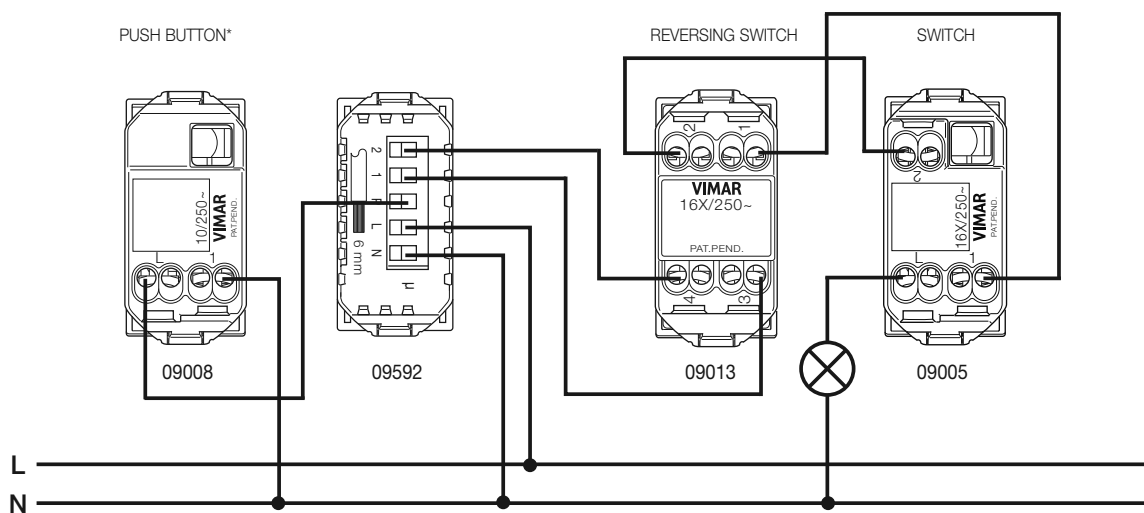 PUSH BUTTON*
REVERSING SWITCH
SWITCH
10/250~
VIMAR
PAT.PEND.
L
1
2
1
P
L
N
6 mm
µ
2
1
VIMAR
16X/250~
PAT.PEND.
4
3
2
16X/250~
VIMAR
PAT.PEND.
L
1
09008
09592
09013
09005
L
N